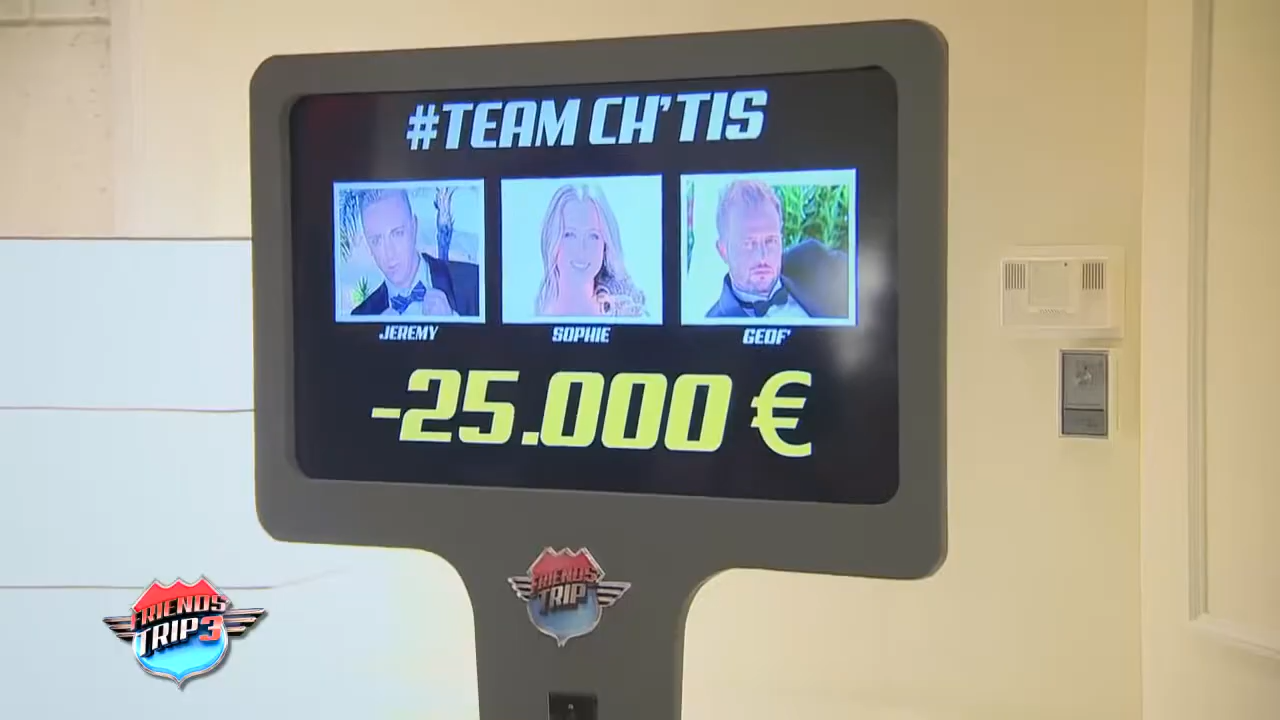 #TEAM CH'TIS
JEREMY
SOPHIE
GEOF'
-25.000 €
FRIENDS
TRIP
FRIENDS
TRIP 3